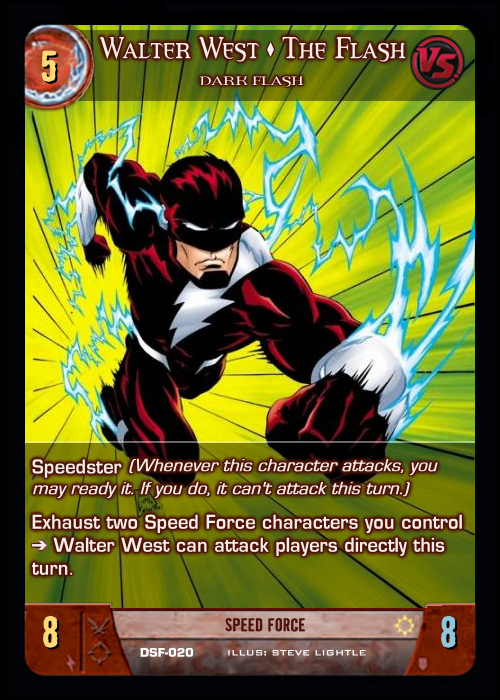 5
WALTER WEST ♦ THE FLASH
VS
DARK FLASH
Speedster (Whenever this character attacks, you
may ready it. If you do, it can't attack this turn.)
Exhaust two Speed Force characters you control
➔ Walter West can attack players directly this
turn.
8
SPEED FORCE
8
DSF-020 ILLUS: STEVE LIGHTLE